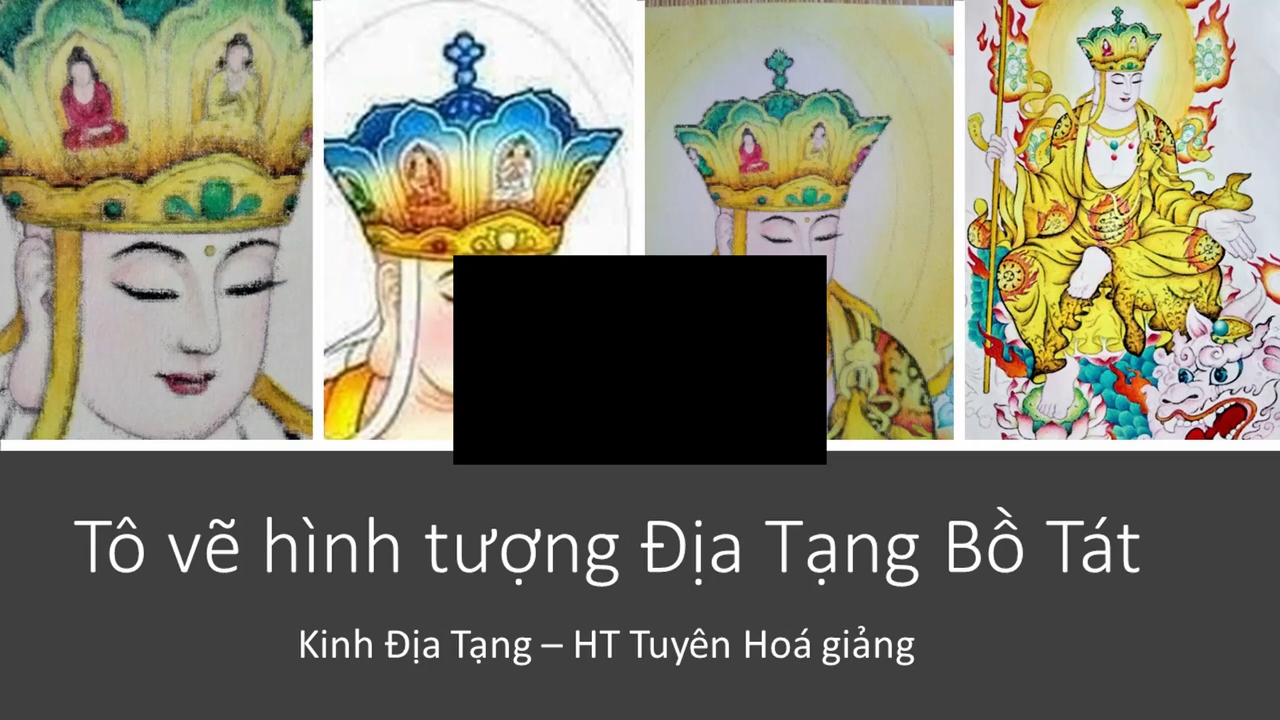 Tô vẽ hình tượng Địa Tạng Bồ Tát
Kinh Địa Tạng – HT Tuyên Hoá giảng